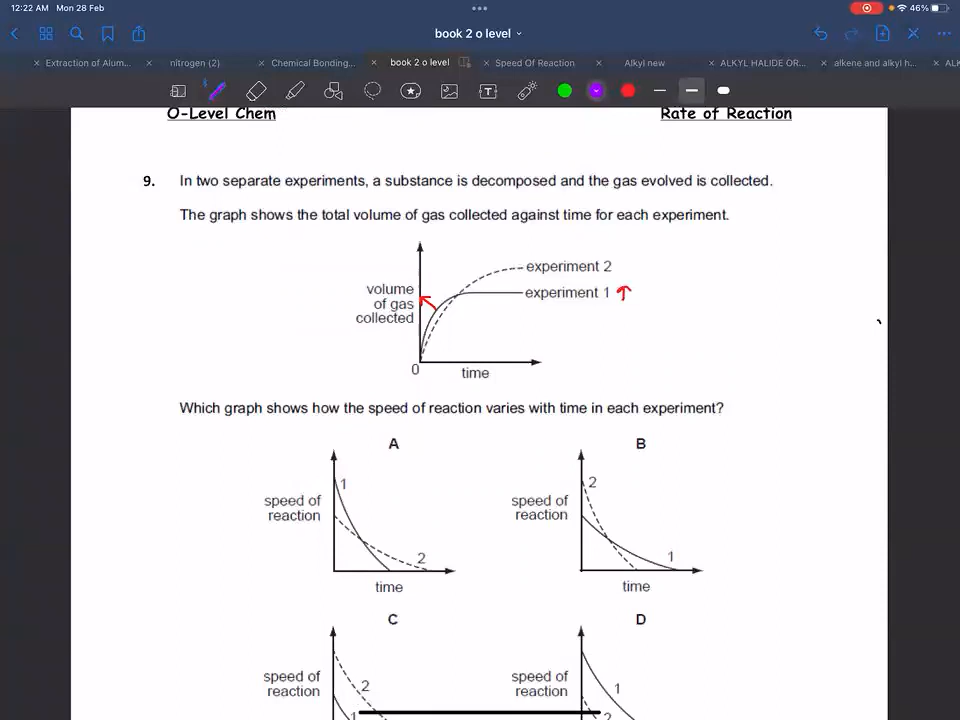 12:22 AM Mon 28 Feb
46%
book 2 o level
Extraction of Alum...
nitrogen (2)
Chemical Bonding...
book 2 o level
Speed Of Reaction
Alkyl new
ALKYL HALIDE OR...
alkene and alkyl h...
ALK
O-Level Chem
Rate of Reaction
9. In two separate experiments, a substance is decomposed and the gas evolved is collected.
The graph shows the total volume of gas collected against time for each experiment.
volume
of gas
collected
experiment 2
experiment 1
0
time
Which graph shows how the speed of reaction varies with time in each experiment?
A
speed of
reaction
1
2
time
B
speed of
reaction
2
1
time
C
speed of
reaction
2
1
D
speed of
reaction
1
2